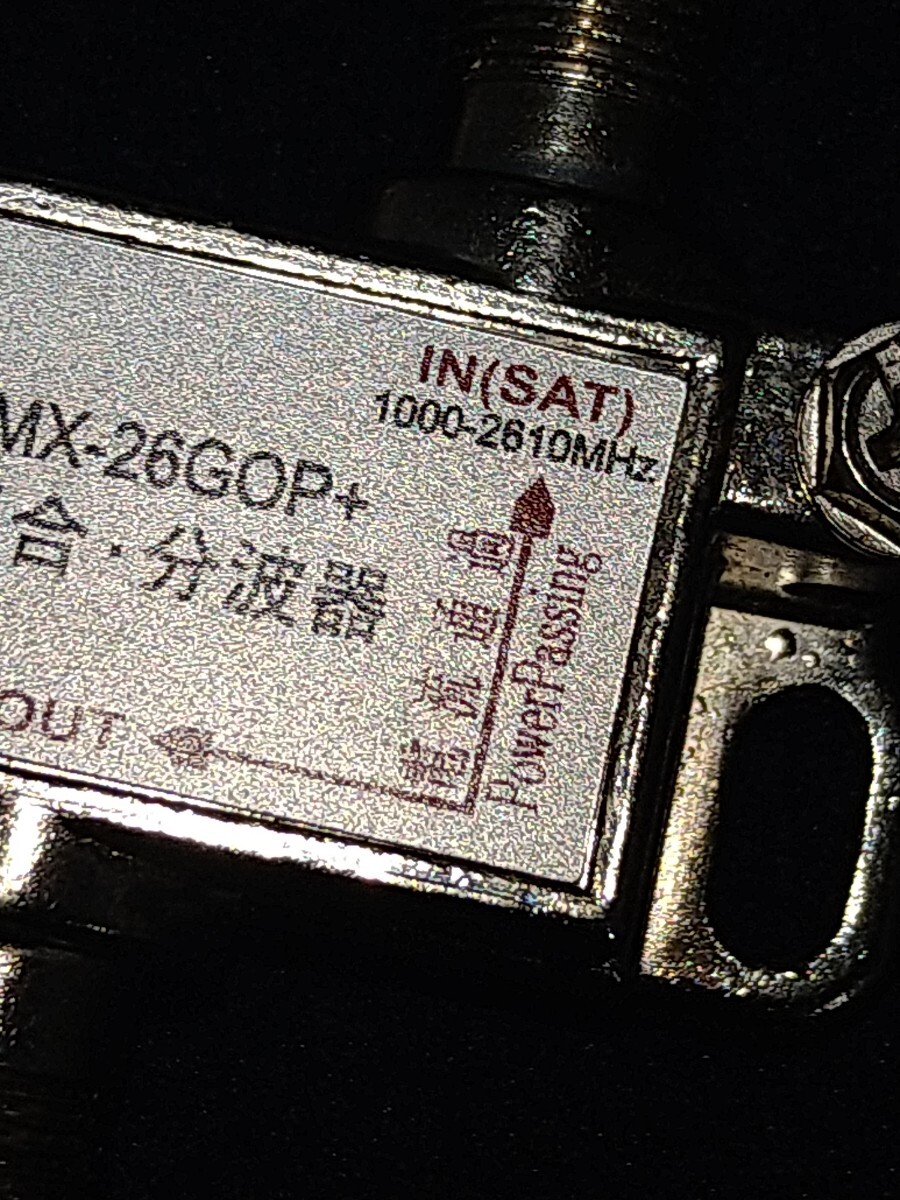 IN(SAT)
1000-2610MHz
MX-26GOP+
合·分波器
電流通過
PowerPassing
OUT